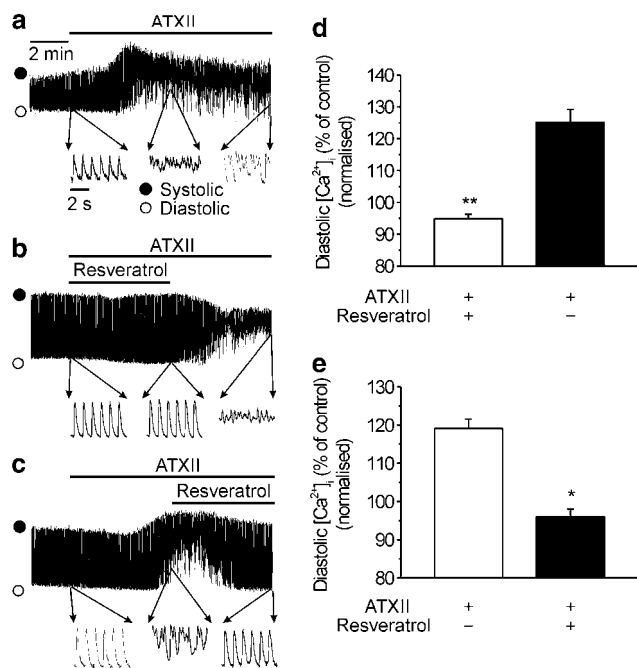 a
ATXII
2 min
2 s
Systolic
Diastolic
b
ATXII
Resveratrol
c
ATXII
Resveratrol
d
Diastolic [Ca²⁺]i (% of control)
(normalised)
140
130
120
110
100
90
80
**
ATXII + +
Resveratrol + −
e
Diastolic [Ca²⁺]i (% of control)
(normalised)
130
120
110
100
90
80
*
ATXII + +
Resveratrol − +